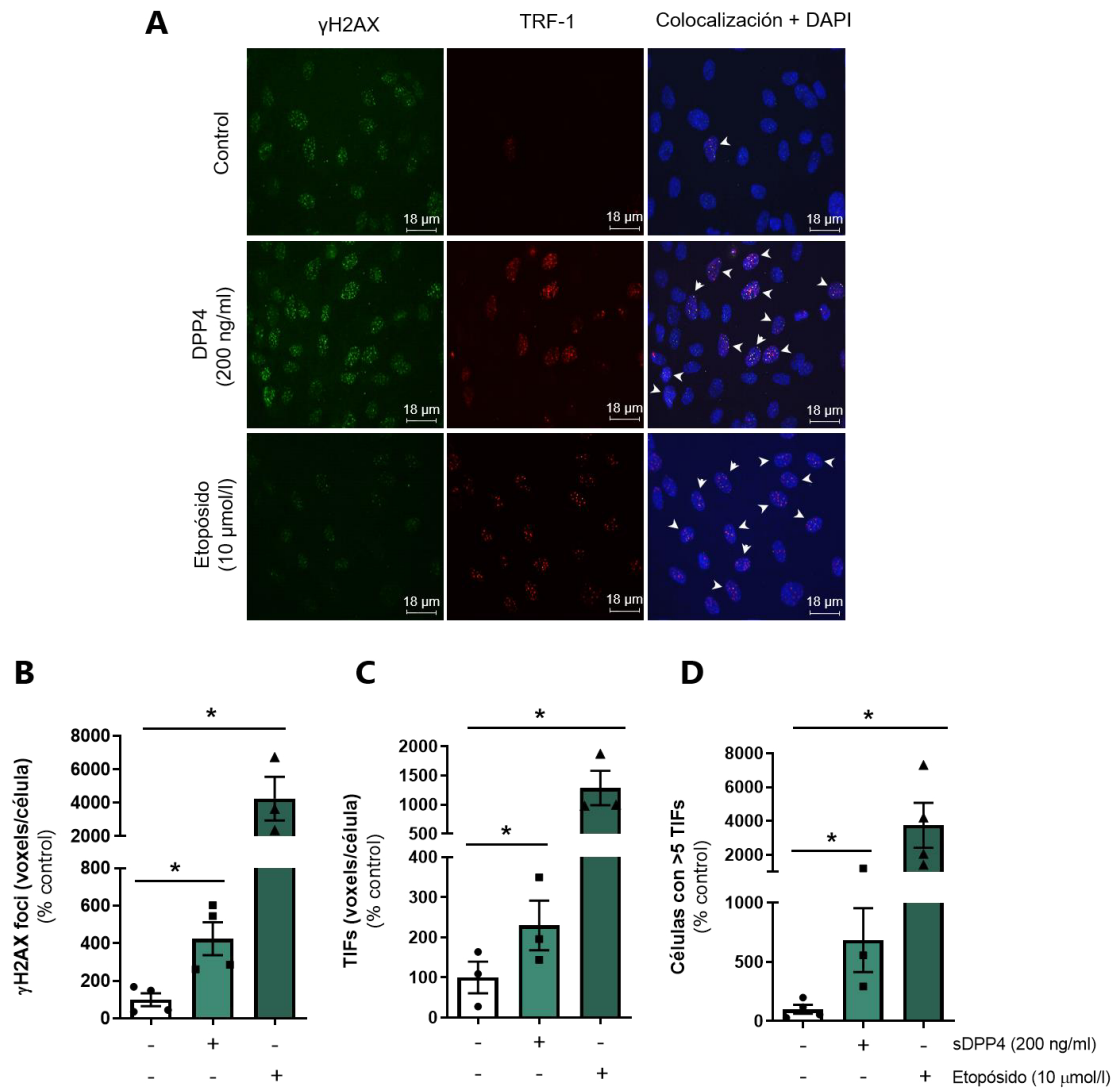 A
γH2AX
TRF-1
Colocalización + DAPI
Control
18 µm
18 µm
18 µm
DPP4
(200 ng/ml)
18 µm
18 µm
18 µm
Etopósido
(10 µmol/l)
18 µm
18 µm
18 µm
B
γH2AX foci (voxels/célula)
(% control)
8000
6000
4000
2000
800
600
400
200
0
*
*
- + -
- - +
C
TIFs (voxels/célula)
(% control)
2000
1500
1000
500
400
300
200
100
0
*
*
- + -
- - +
D
Células con >5 TIFs
(% control)
8000
6000
4000
2000
1000
500
0
*
*
- + - sDPP4 (200 ng/ml)
- - + Etopósido (10 µmol/l)